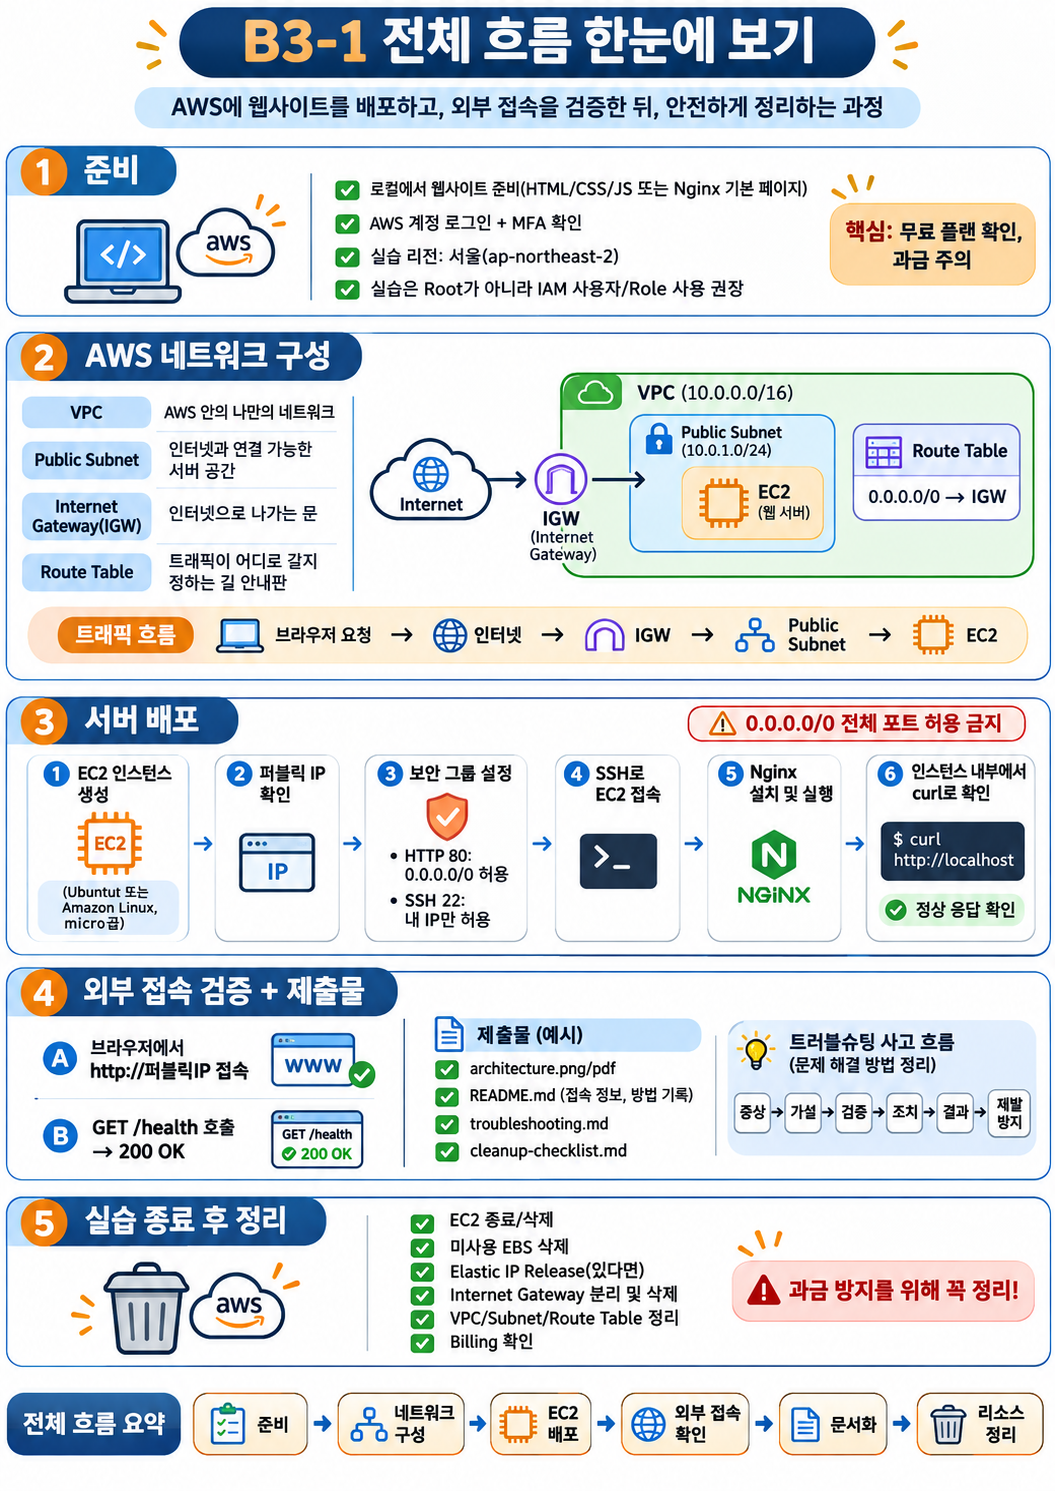 B3-1 전체 흐름 한눈에 보기
AWS에 웹사이트를 배포하고, 외부 접속을 검증한 뒤, 안전하게 정리하는 과정
1 준비
</>
aws
로컬에서 웹사이트 준비(HTML/CSS/JS 또는 Nginx 기본 페이지)
AWS 계정 로그인 + MFA 확인
실습 리전: 서울(ap-northeast-2)
실습은 Root가 아니라 IAM 사용자/Role 사용 권장
핵심: 무료 플랜 확인,
과금 주의
2 AWS 네트워크 구성
VPC
AWS 안의 나만의 네트워크
Public Subnet
인터넷과 연결 가능한
서버 공간
Internet
Gateway(IGW)
인터넷으로 나가는 문
Route Table
트래픽이 어디로 갈지
정하는 길 안내판
Internet
IGW
(Internet
Gateway)
VPC (10.0.0.0/16)
Public Subnet
(10.0.1.0/24)
EC2
(웹 서버)
Route Table
0.0.0.0/0 → IGW
트래픽 흐름
브라우저 요청 →
인터넷 →
IGW →
Public
Subnet →
EC2
3 서버 배포
0.0.0.0/0 전체 포트 허용 금지
1 EC2 인스턴스
생성
EC2
(Ubuntut 또는
Amazon Linux,
micro곱)
2 퍼블릭 IP
확인
IP
3 보안 그룹 설정
• HTTP 80:
0.0.0.0/0 허용
• SSH 22:
내 IP만 허용
4 SSH로
EC2 접속
>_
5 Nginx
설치 및 실행
N
NGiNX
6 인스턴스 내부에서
curl로 확인
$ curl
http://localhost
정상 응답 확인
4 외부 접속 검증 + 제출물
A 브라우저에서
http://퍼블릭IP 접속
www
B GET /health 호출
→ 200 OK
GET /health
200 OK
제출물 (예시)
architecture.png/pdf
README.md (접속 정보, 방법 기록)
troubleshooting.md
cleanup-checklist.md
트러블슈팅 사고 흐름
(문제 해결 방법 정리)
증상 → 가설 → 검증 → 조치 → 결과 → 재발
방지
5 실습 종료 후 정리
aws
EC2 종료/삭제
미사용 EBS 삭제
Elastic IP Release(있다면)
Internet Gateway 분리 및 삭제
VPC/Subnet/Route Table 정리
Billing 확인
과금 방지를 위해 꼭 정리!
전체 흐름 요약
준비 →
네트워크
구성 →
EC2
배포 →
외부 접속
확인 →
문서화 →
리소스
정리